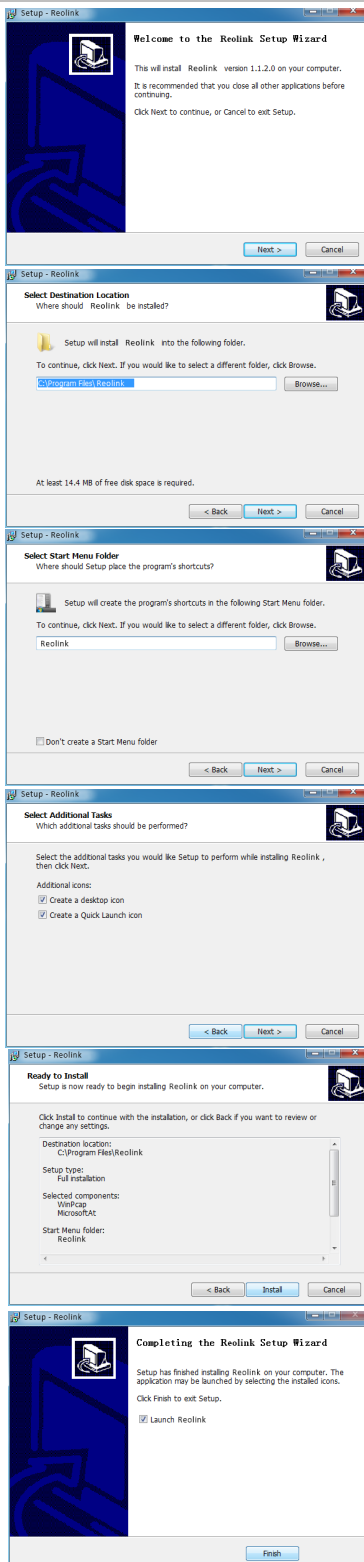 Setup - Reolink
Welcome to the Reolink Setup Wizard
This will install Reolink version 1.1.2.0 on your computer.
It is recommended that you close all other applications before
continuing.
Click Next to continue, or Cancel to exit Setup.
Next >
Cancel
Setup - Reolink
Select Destination Location
Where should Reolink be installed?
Setup will install Reolink into the following folder.
To continue, click Next. If you would like to select a different folder, click Browse.
C:\Program Files\Reolink
Browse...
At least 14.4 MB of free disk space is required.
< Back
Next >
Cancel
Setup - Reolink
Select Start Menu Folder
Where should Setup place the program's shortcuts?
Setup will create the program's shortcuts in the following Start Menu folder.
To continue, click Next. If you would like to select a different folder, click Browse.
Reolink
Browse...
Don't create a Start Menu folder
< Back
Next >
Cancel
Setup - Reolink
Select Additional Tasks
Which additional tasks should be performed?
Select the additional tasks you would like Setup to perform while installing Reolink ,
then click Next.
Additional icons:
Create a desktop icon
Create a Quick Launch icon
< Back
Next >
Cancel
Setup - Reolink
Ready to Install
Setup is now ready to begin installing Reolink on your computer.
Click Install to continue with the installation, or click Back if you want to review or
change any settings.
Destination location:
C:\Program Files\Reolink
Setup type:
Full installation
Selected components:
WinPcap
MicrosoftAt
Start Menu folder:
Reolink
< Back
Install
Cancel
Setup - Reolink
Completing the Reolink Setup Wizard
Setup has finished installing Reolink on your computer. The
application may be launched by selecting the installed icons.
Click Finish to exit Setup.
Launch Reolink
Finish